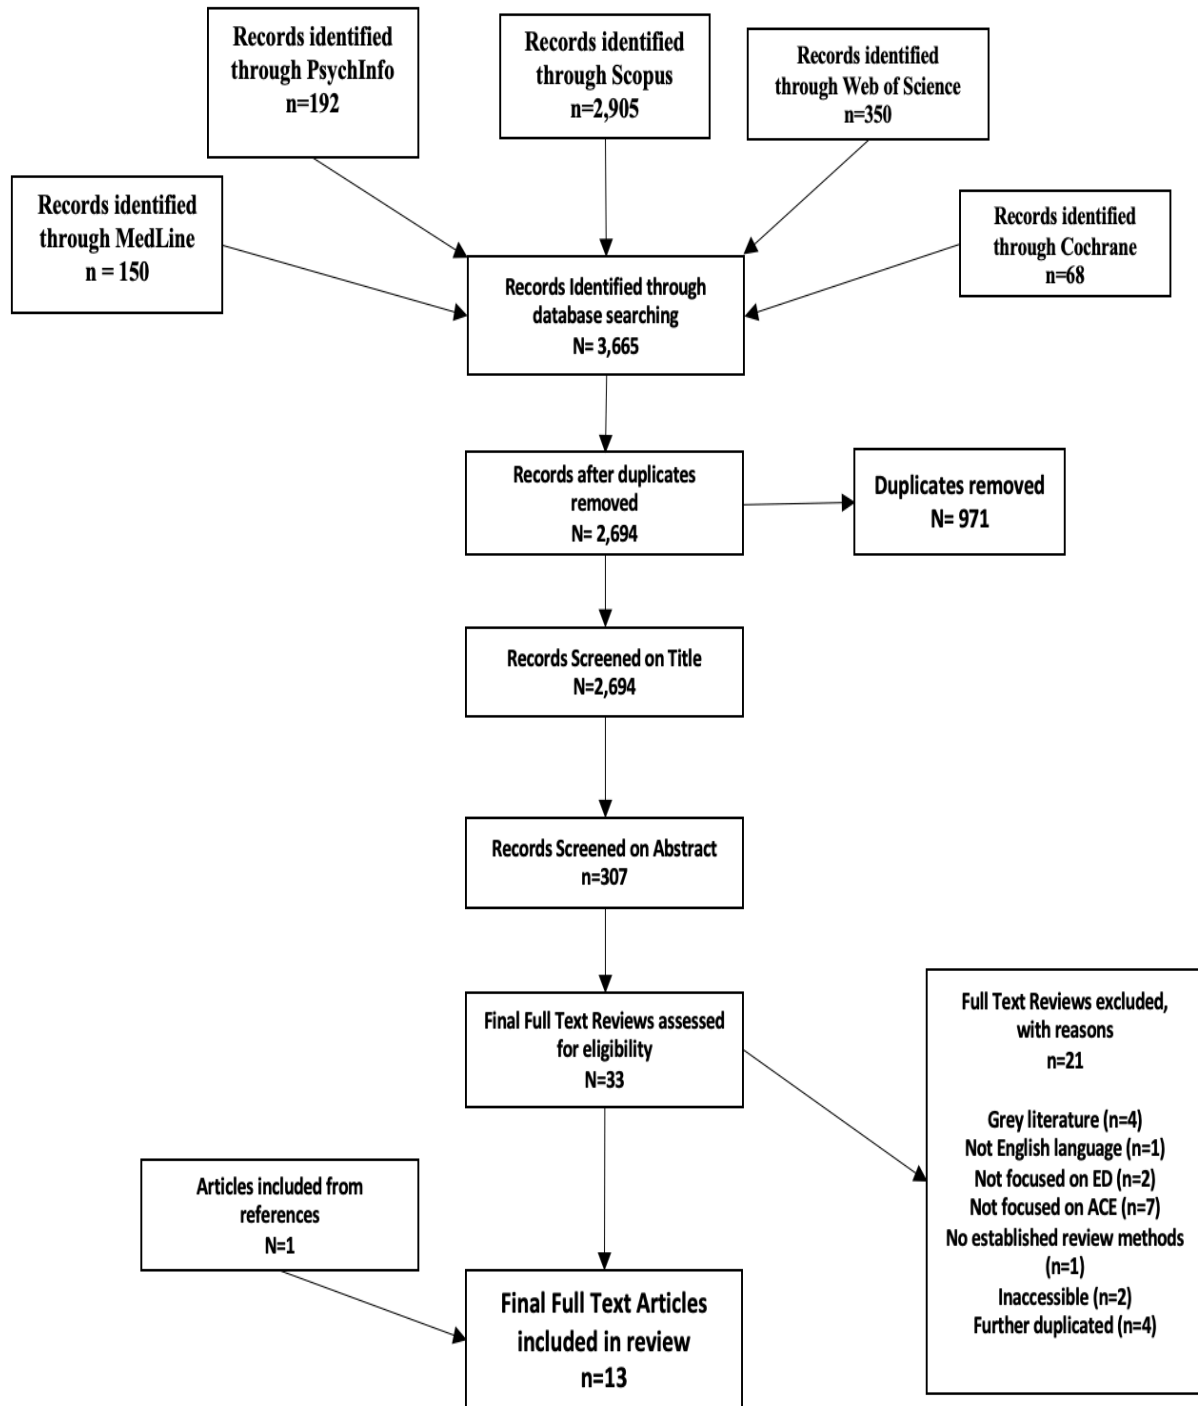 Records identified
through PsychInfo
n=192
Records identified
through Scopus
n=2,905
Records identified
through Web of Science
n=350
Records identified
through MedLine
n = 150
Records identified
through Cochrane
n=68
Records Identified through
database searching
N= 3,665
Records after duplicates
removed
N= 2,694
Duplicates removed
N= 971
Records Screened on Title
N=2,694
Records Screened on Abstract
n=307
Final Full Text Reviews assessed
for eligibility
N=33
Full Text Reviews excluded,
with reasons
n=21
Grey literature (n=4)
Not English language (n=1)
Not focused on ED (n=2)
Not focused on ACE (n=7)
No established review methods
(n=1)
Inaccessible (n=2)
Further duplicated (n=4)
Articles included from
references
N=1
Final Full Text Articles
included in review
n=13